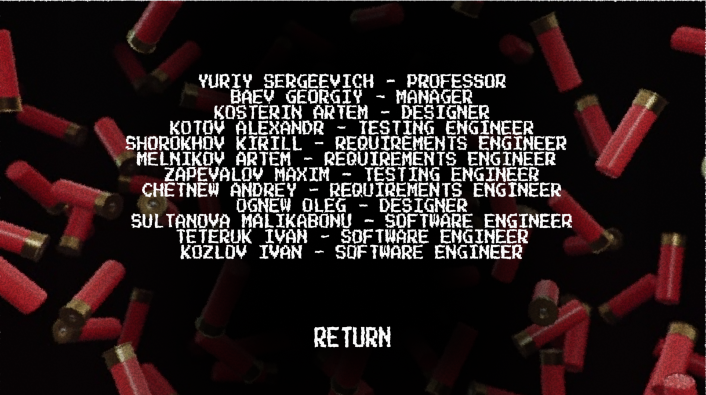 YURIY SERGEEVICH - PROFESSOR
BAEV GEORGIY - MANAGER
KOSTERIN ARTEM - DESIGNER
KOTOV ALEXANDR - TESTING ENGINEER
SHOROKHOV KIRILL - REQUIREMENTS ENGINEER
MELNIKOV ARTEM - REQUIREMENTS ENGINEER
ZAPEVALOV MAXIM - TESTING ENGINEER
CHETNEW ANDREY - REQUIREMENTS ENGINEER
OGNEW OLEG - DESIGNER
SULTANOVA MALIKABONU - SOFTWARE ENGINEER
TETERUK IVAN - SOFTWARE ENGINEER
KOZLOV IVAN - SOFTWARE ENGINEER
RETURN